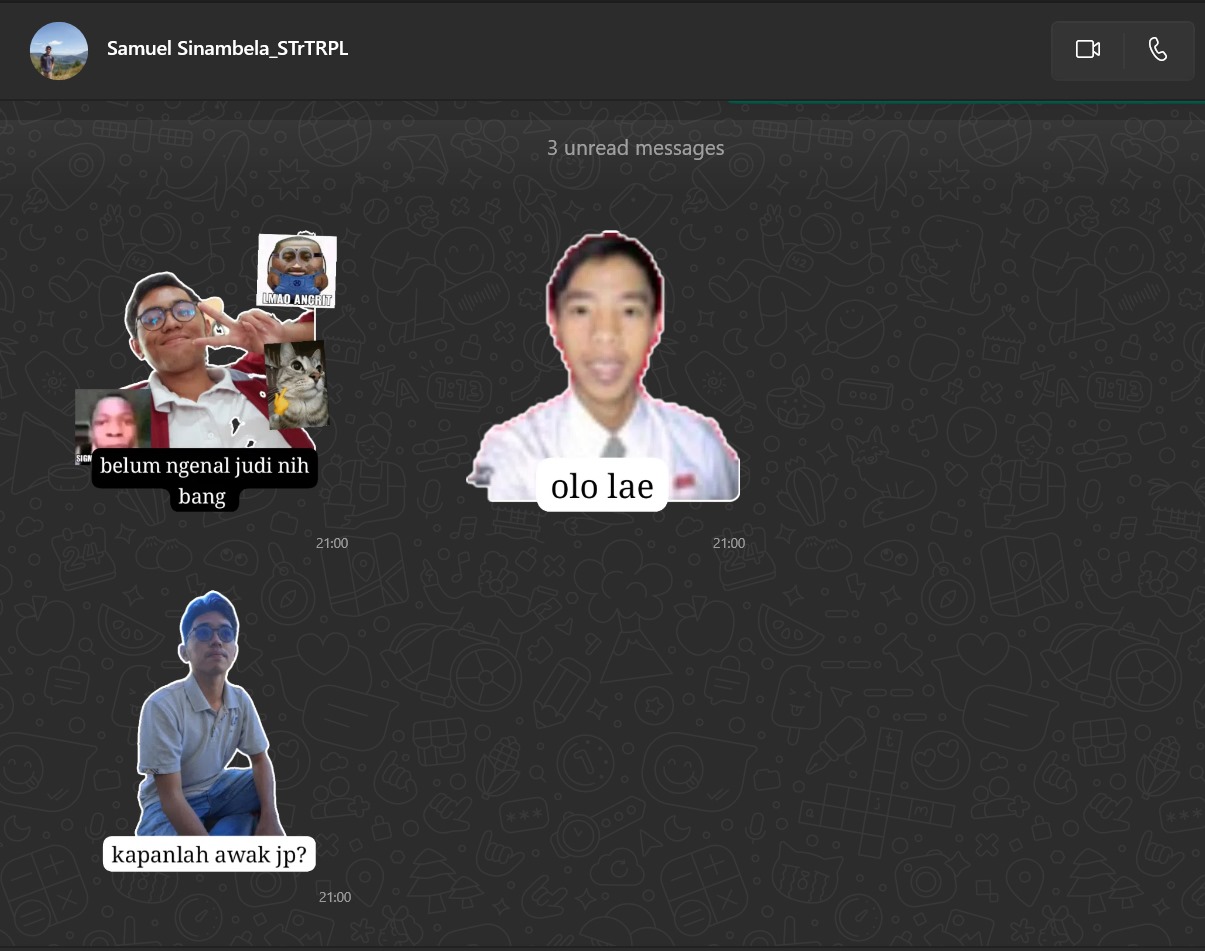 Samuel Sinambela_STrTRPL
3 unread messages
LMAO ANGRIT
belum ngenal judi nih
bang
21:00
olo lae
21:00
kapanlah awak jp?
21:00